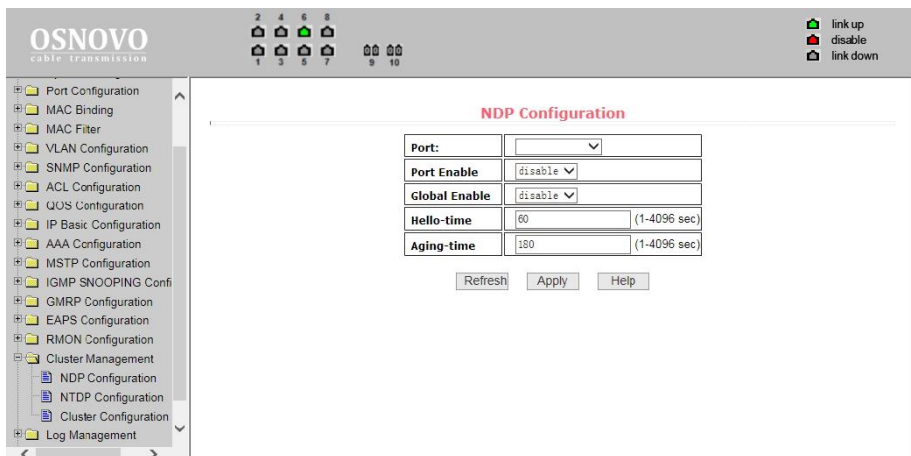 OSNOVO
cable transmission
2 4 6 8
1 3 5 7 9 10
link up
disable
link down
Port Configuration
MAC Binding
MAC Filter
VLAN Configuration
SNMP Configuration
ACL Configuration
QOS Configuration
IP Basic Configuration
AAA Configuration
MSTP Configuration
IGMP SNOOPING Confi
GMRP Configuration
EAPS Configuration
RMON Configuration
Cluster Management
NDP Configuration
NTDP Configuration
Cluster Configuration
Log Management
NDP Configuration
Port:
Port Enable disable
Global Enable disable
Hello-time 60 (1-4096 sec)
Aging-time 180 (1-4096 sec)
Refresh Apply Help